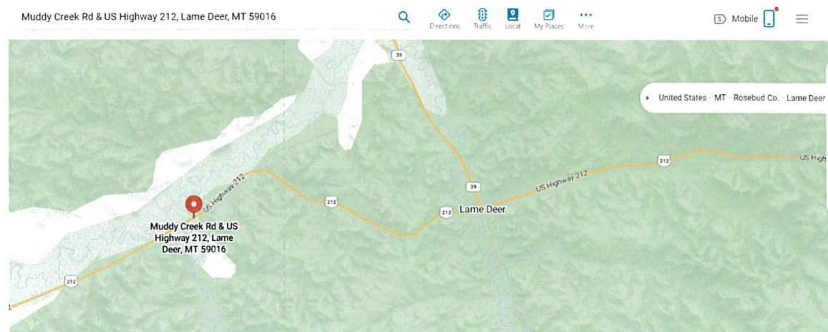 Muddy Creek Rd & US Highway 212, Lame Deer, MT 59016
Directions
Traffic
Local
My Places
More
$
Mobile
39
United States - MT - Rosebud Co. - Lame Deer
212
US High
US Highway 212
39
US Highway 212
212
212
Lame Deer
Muddy Creek Rd & US
Highway 212, Lame
Deer, MT 59016
212